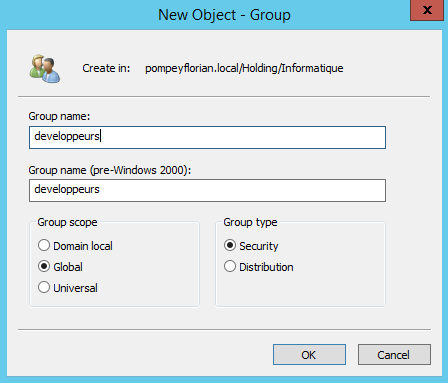 New Object - Group
x
Create in: pompeyflorian.local/Holding/Informatique
Group name:
developpeurs
Group name (pre-Windows 2000):
developpeurs
Group scope
Domain local
Global
Universal
Group type
Security
Distribution
OK
Cancel